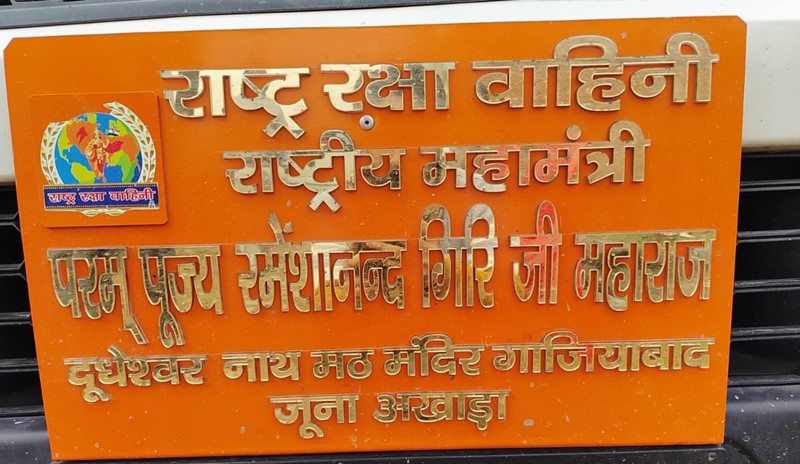 राष्ट्र रक्षा वाहिनी
राष्ट्र रक्षा वाहिनी
राष्ट्रीय महामंत्री
परम् पूज्य रमेशानन्द गिरि जी महाराज
दूधेश्वर नाथ मठ मंदिर गाजियाबाद
जूना अखाड़ा